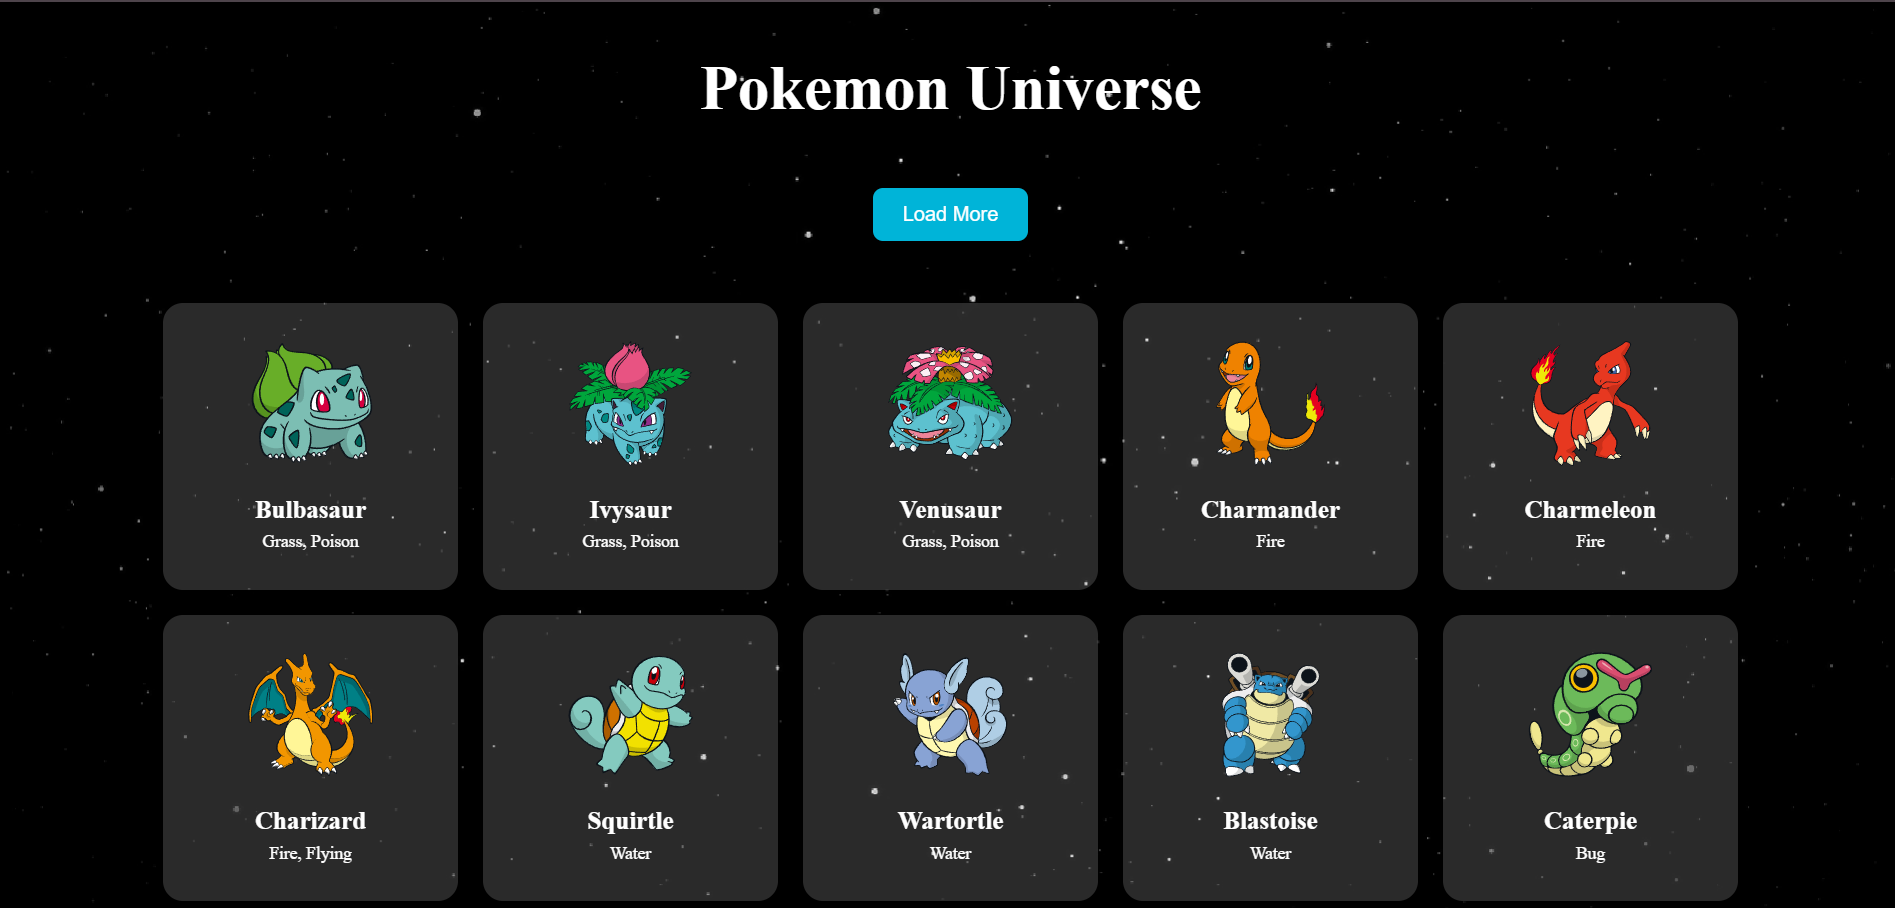 Pokemon Universe
Load More
Bulbasaur
Grass, Poison
Ivysaur
Grass, Poison
Venusaur
Grass, Poison
Charmander
Fire
Charmeleon
Fire
Charizard
Fire, Flying
Squirtle
Water
Wartortle
Water
Blastoise
Water
Caterpie
Bug